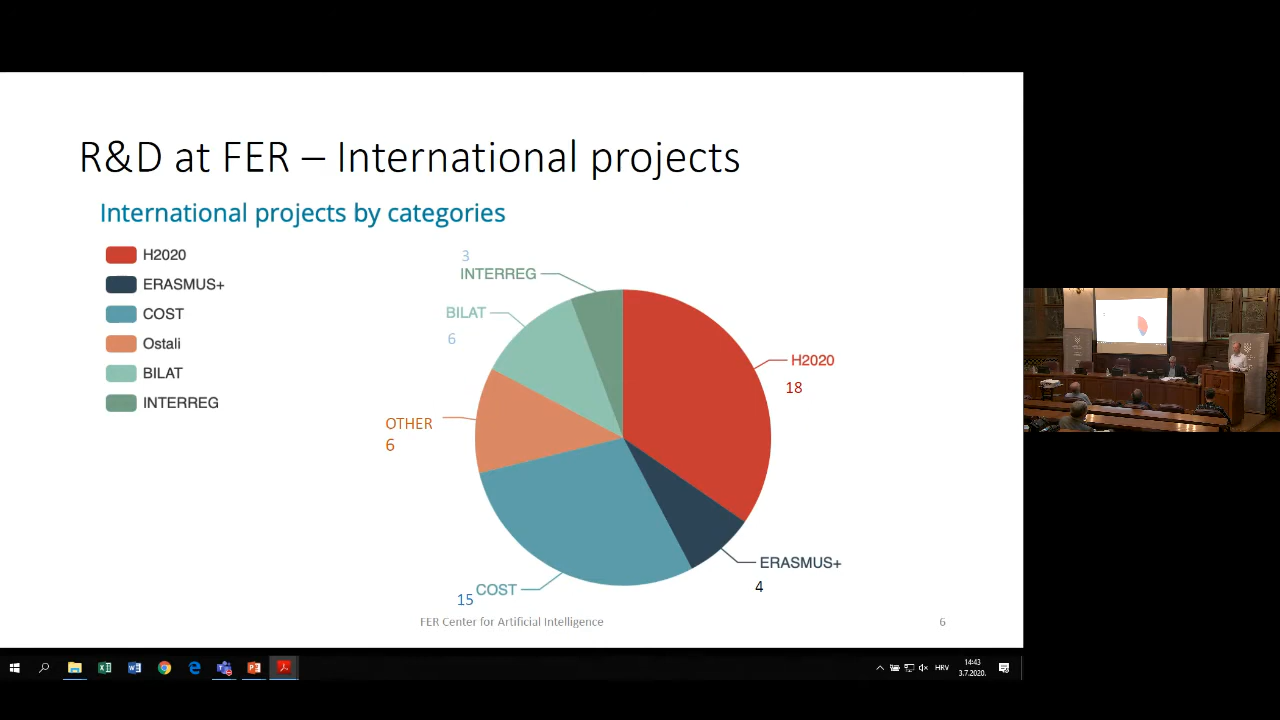 R&D at FER – International projects
International projects by categories
H2020
ERASMUS+
COST
Ostali
BILAT
INTERREG
3
INTERREG
BILAT
6
H2020
18
OTHER
6
ERASMUS+
4
COST
15
FER Center for Artificial Intelligence
6
HRV
14:43
3.7.2020.